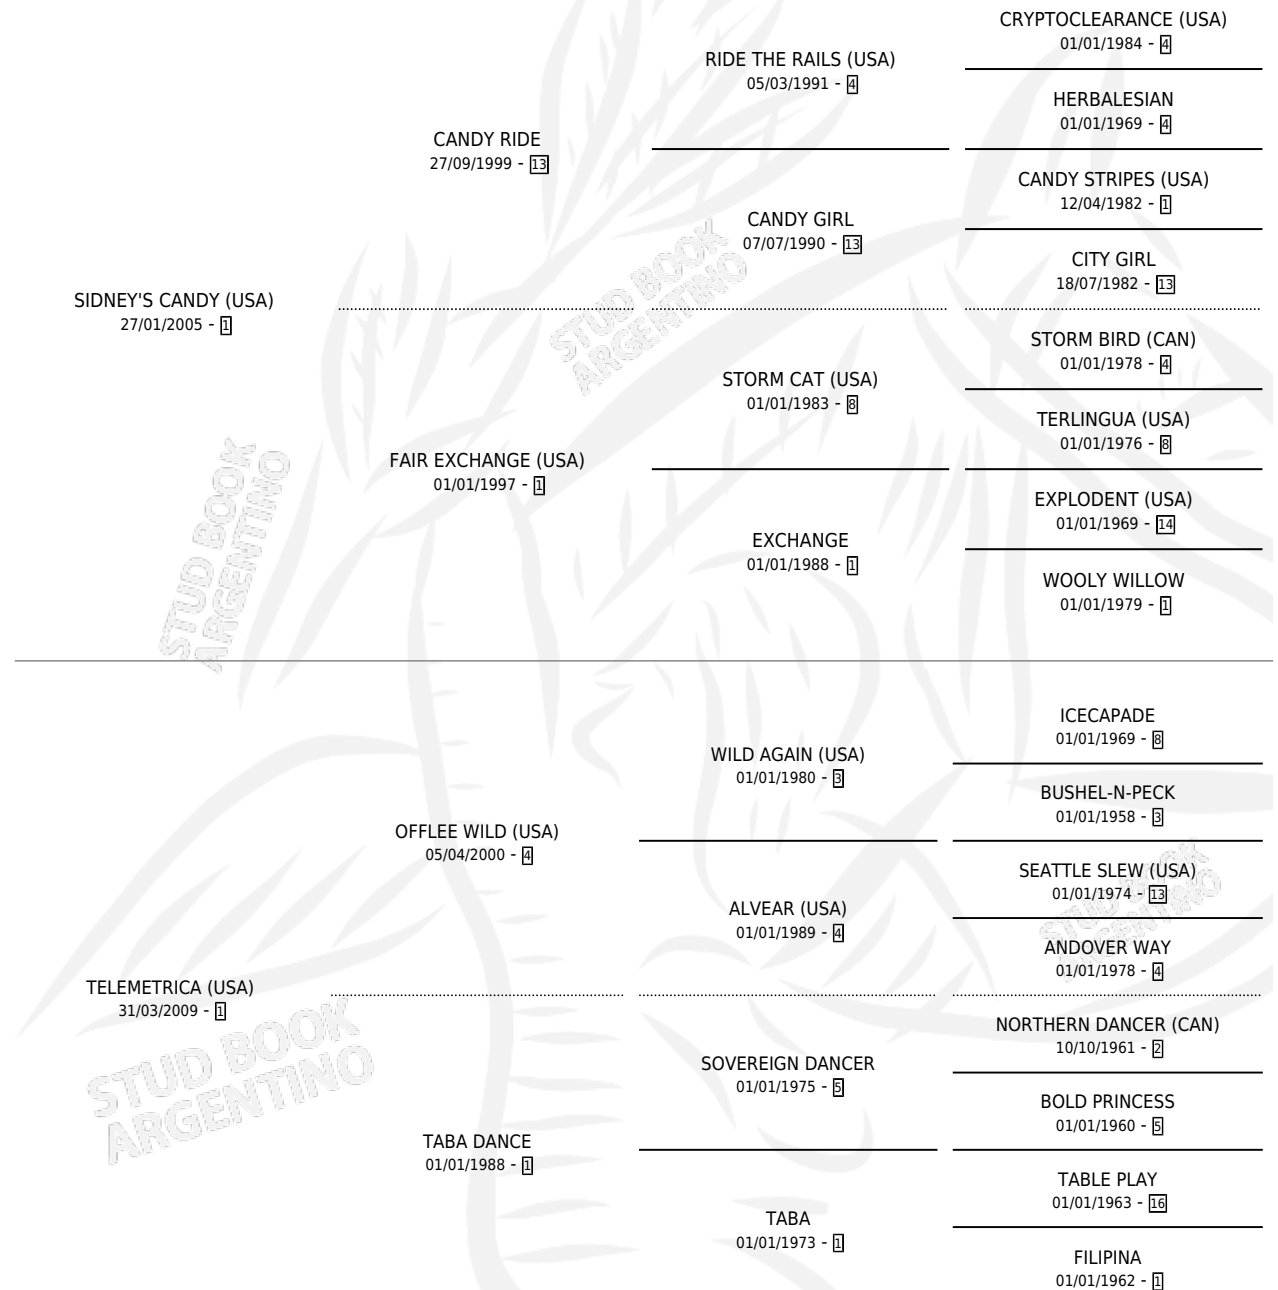 CRYPTOCLEARANCE (USA)
01/01/1984 - 4
RIDE THE RAILS (USA)
05/03/1991 - 4
HERBALESIAN
01/01/1969 - 4
CANDY RIDE
27/09/1999 - 13
CANDY STRIPES (USA)
12/04/1982 - 1
CANDY GIRL
07/07/1990 - 13
CITY GIRL
18/07/1982 - 13
SIDNEY'S CANDY (USA)
27/01/2005 - 1
STUD BOOK
ARGENTINO
STORM BIRD (CAN)
01/01/1978 - 4
STORM CAT (USA)
01/01/1983 - 8
TERLINGUA (USA)
01/01/1976 - 8
FAIR EXCHANGE (USA)
01/01/1997 - 1
EXPLODENT (USA)
01/01/1969 - 14
EXCHANGE
01/01/1988 - 1
WOOLY WILLOW
01/01/1979 - 1
STUD BOOK
ARGENTINO
ICECAPADE
01/01/1969 - 8
WILD AGAIN (USA)
01/01/1980 - 3
BUSHEL-N-PECK
01/01/1958 - 3
OFFLEE WILD (USA)
05/04/2000 - 4
SEATTLE SLEW (USA)
01/01/1974 - 13
ALVEAR (USA)
01/01/1989 - 4
STUD BOOK
ARGENTINO
ANDOVER WAY
01/01/1978 - 4
TELEMETRICA (USA)
31/03/2009 - 1
NORTHERN DANCER (CAN)
10/10/1961 - 2
SOVEREIGN DANCER
01/01/1975 - 5
STUD BOOK
ARGENTINO
BOLD PRINCESS
01/01/1960 - 5
TABA DANCE
01/01/1988 - 1
TABLE PLAY
01/01/1963 - 16
TABA
01/01/1973 - 1
FILIPINA
01/01/1962 - 1